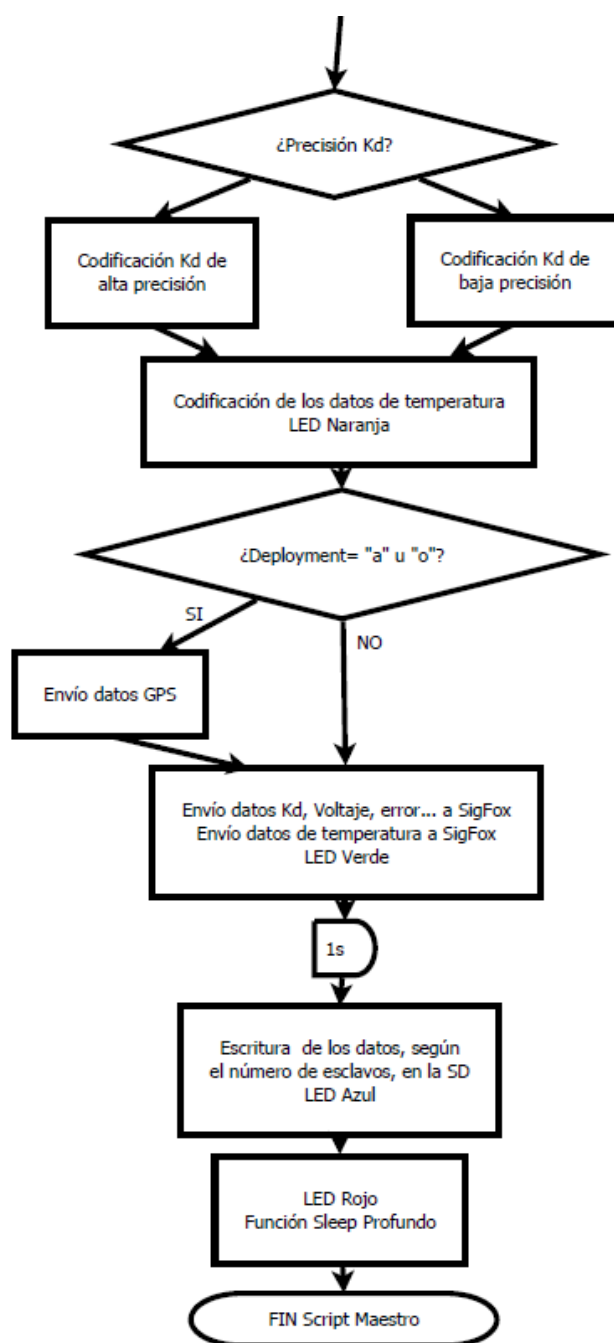 ¿Precisión Kd?
Codificación Kd de
alta precisión
Codificación Kd de
baja precisión
Codificación de los datos de temperatura
LED Naranja
¿Deployment= "a" u "o"?
SI
NO
Envío datos GPS
Envío datos Kd, Voltaje, error... a SigFox
Envío datos de temperatura a SigFox
LED Verde
1s
Escritura de los datos, según
el número de esclavos, en la SD
LED Azul
LED Rojo
Función Sleep Profundo
FIN Script Maestro